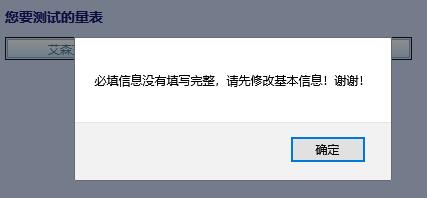 您要测试的量表
艾森
必填信息没有填写完整，请先修改基本信息！谢谢！
确定